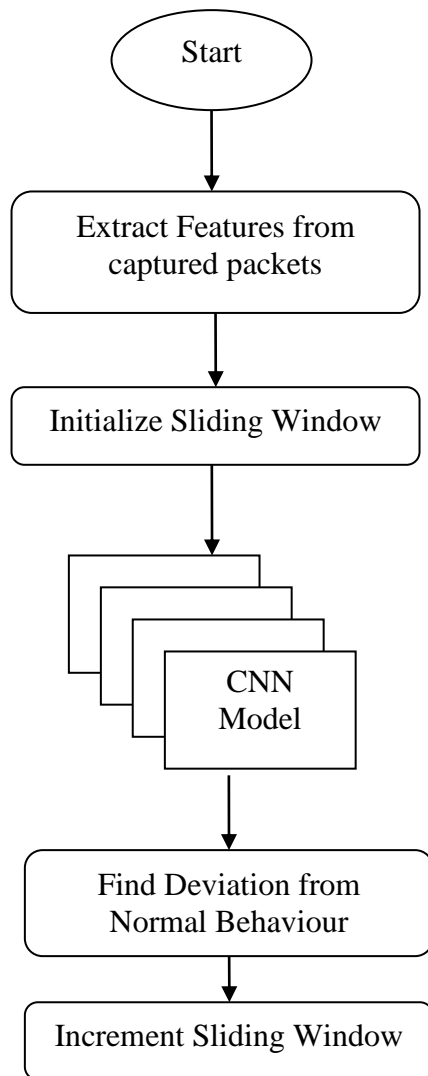 Start
Extract Features from
captured packets
Initialize Sliding Window
CNN
Model
Find Deviation from
Normal Behaviour
Increment Sliding Window